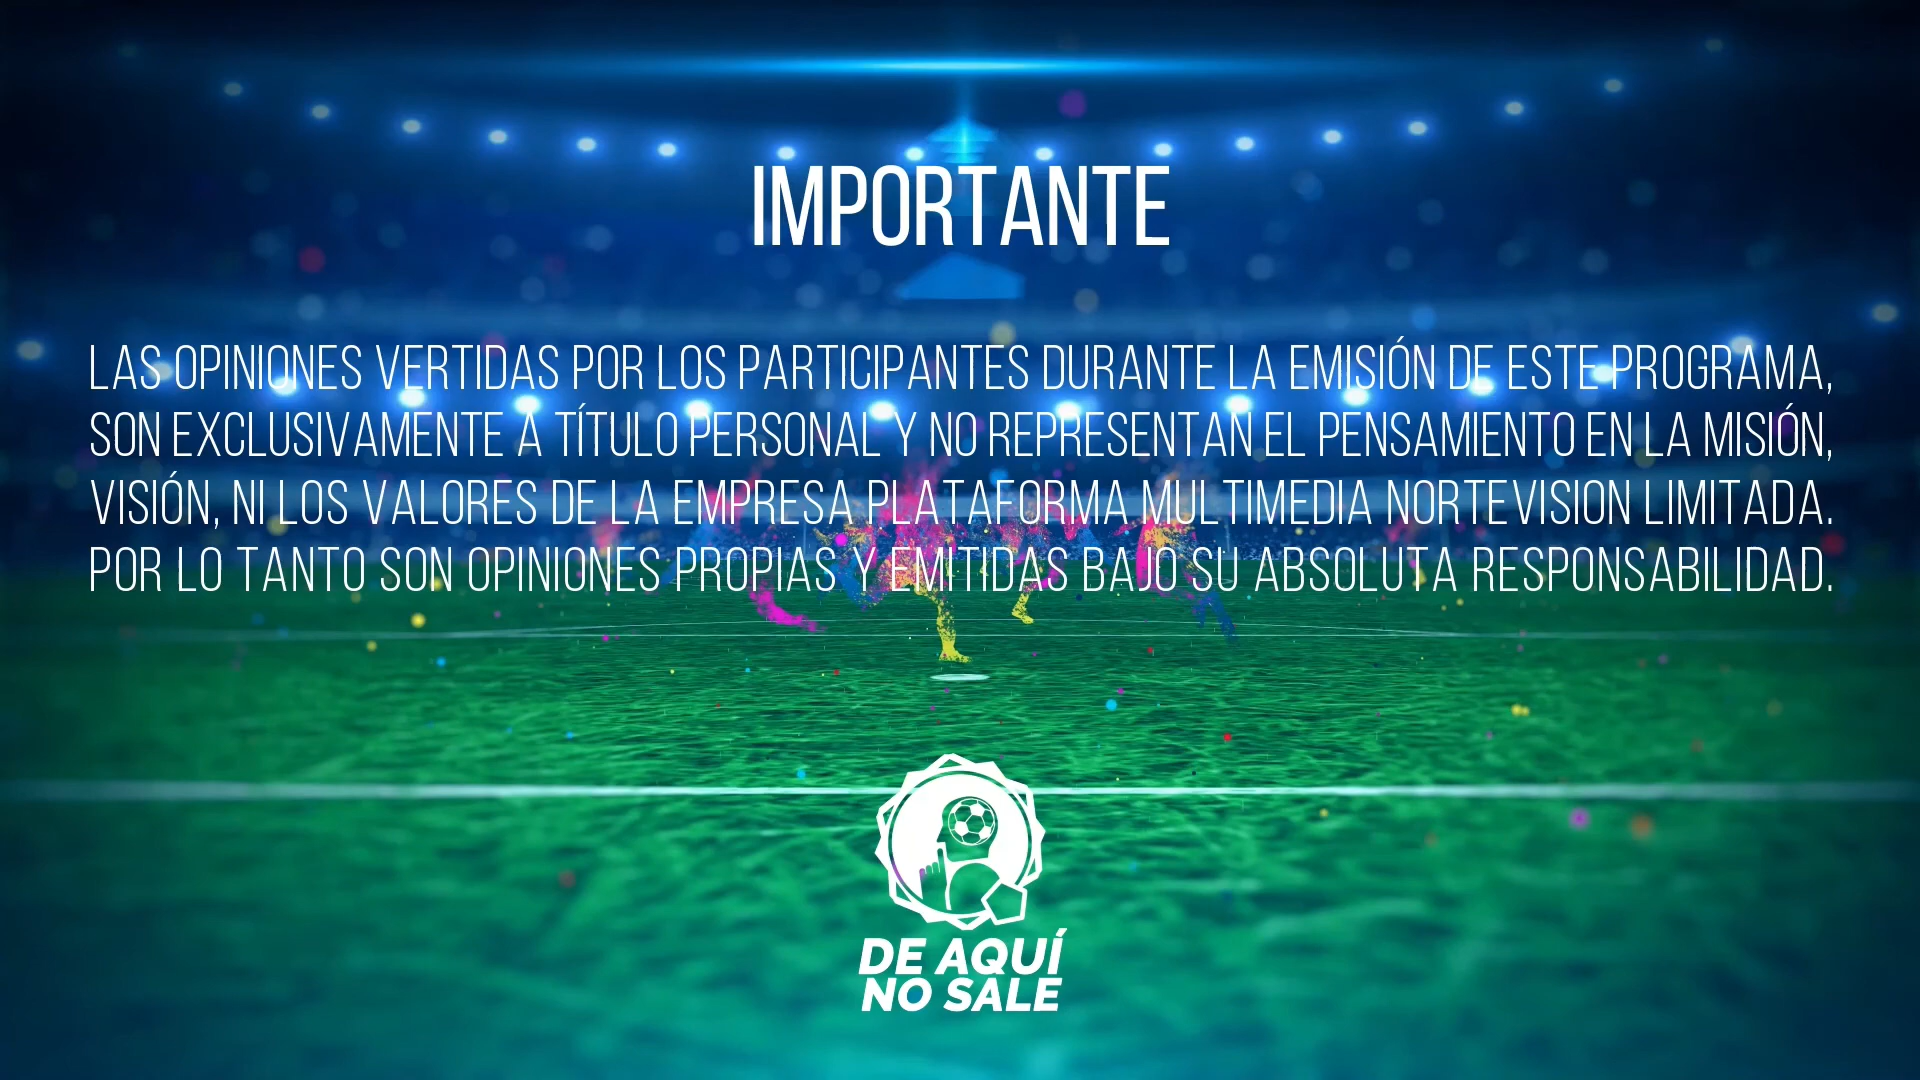 IMPORTANTE
LAS OPINIONES VERTIDAS POR LOS PARTICIPANTES DURANTE LA EMISIÓN DE ESTE PROGRAMA,
SON EXCLUSIVAMENTE A TÍTULO PERSONAL Y NO REPRESENTAN EL PENSAMIENTO EN LA MISIÓN,
VISIÓN, NI LOS VALORES DE LA EMPRESA PLATAFORMA MULTIMEDIA NORTEVISION LIMITADA.
POR LO TANTO SON OPINIONES PROPIAS Y EMITIDAS BAJO SU ABSOLUTA RESPONSABILIDAD.
DE AQUÍ
NO SALE